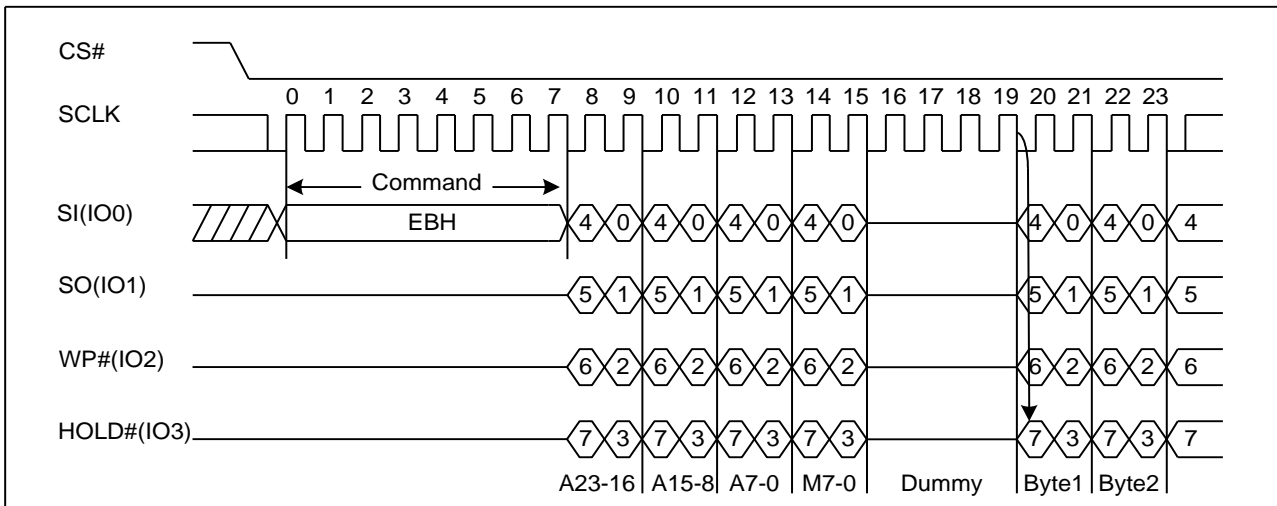 CS#
0 1 2 3 4 5 6 7 8 9 10 11 12 13 14 15 16 17 18 19 20 21 22 23
SCLK
Command
SI(IO0) EBH 4 0 4 0 4 0 4 0 4 0 4 0 4
SO(IO1) 5 1 5 1 5 1 5 1 5 1 5 1 5
WP#(IO2) 6 2 6 2 6 2 6 2 6 2 6 2 6
HOLD#(IO3) 7 3 7 3 7 3 7 3 7 3 7 3 7
A23-16 A15-8 A7-0 M7-0 Dummy Byte1 Byte2